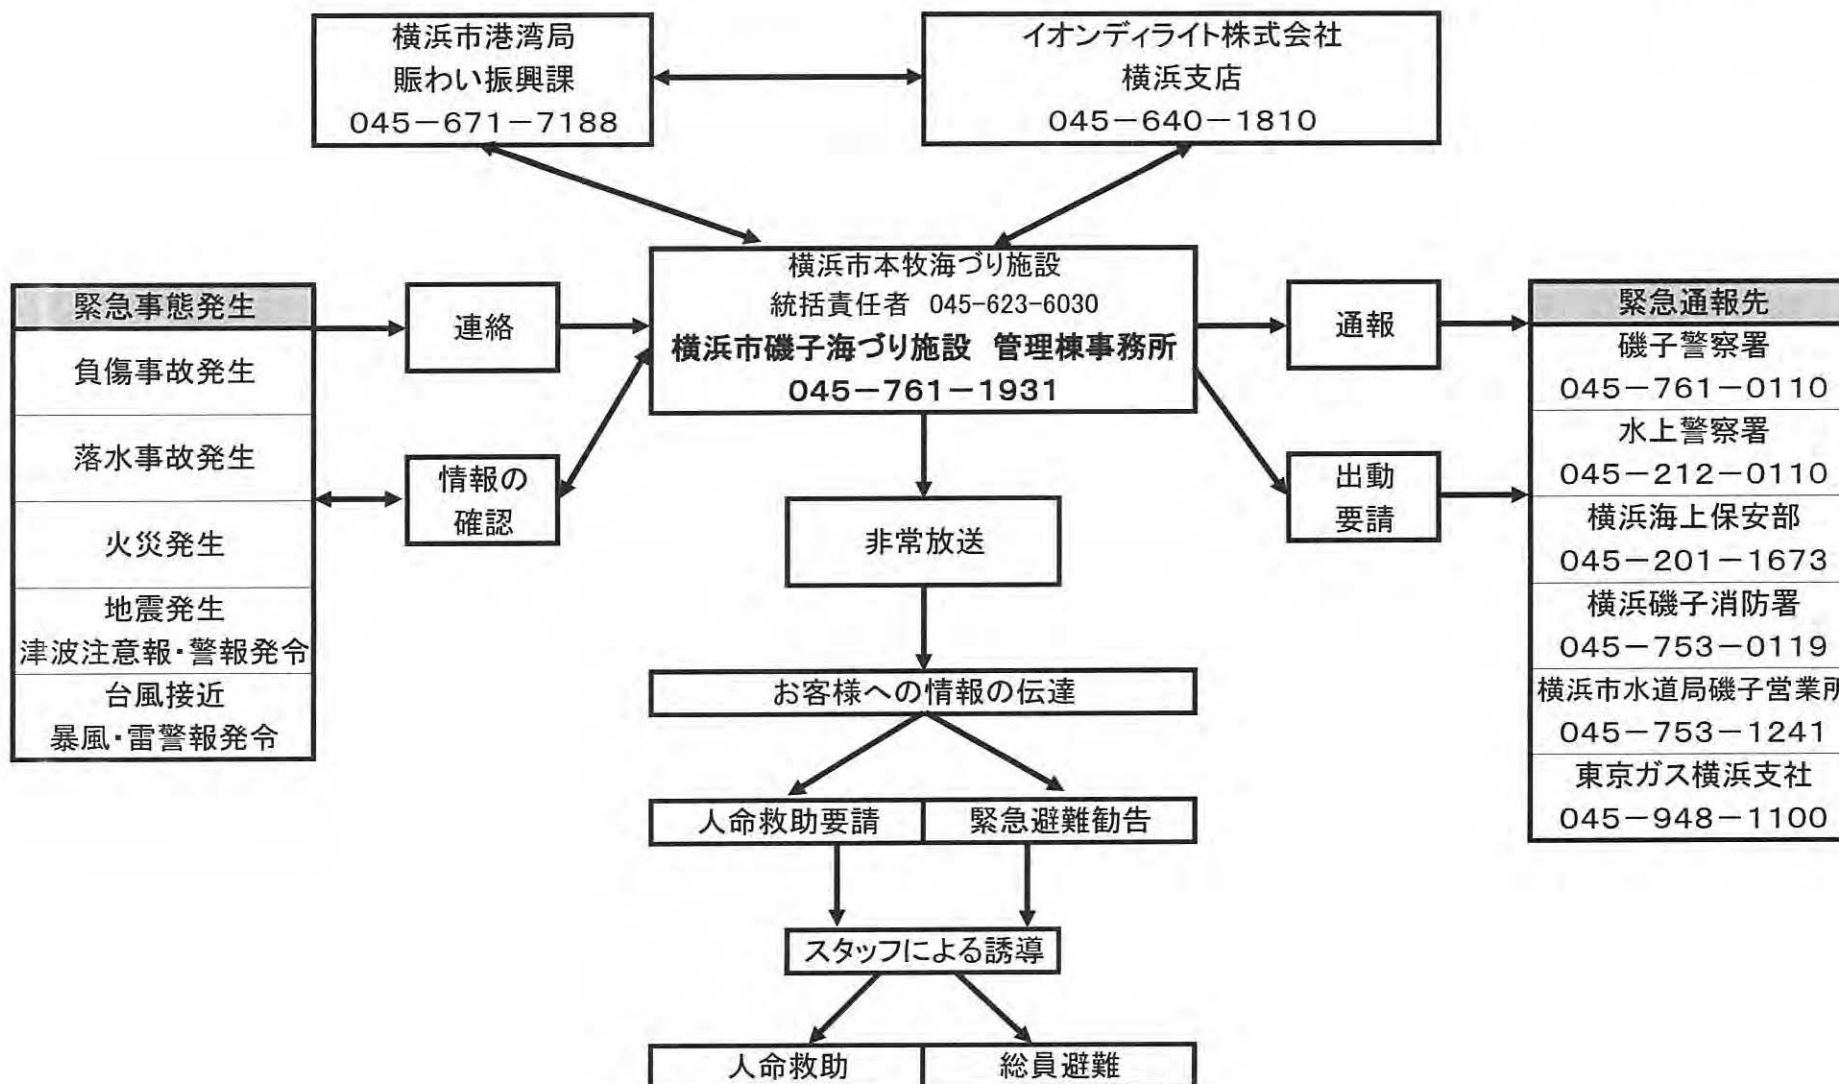 横浜市港湾局
賑わい振興課
045－671－7188
イオンディライト株式会社
横浜支店
045－640－1810
緊急事態発生
負傷事故発生
落水事故発生
火災発生
地震発生
津波注意報・警報発令
台風接近
暴風・雷警報発令
連絡
情報の
確認
横浜市本牧海づり施設
統括責任者 045-623-6030
横浜市磯子海づり施設 管理棟事務所
045－761－1931
通報
出動
要請
緊急通報先
磯子警察署
045－761－0110
水上警察署
045－212－0110
横浜海上保安部
045－201－1673
横浜磯子消防署
045－753－0119
横浜市水道局磯子営業所
045－753－1241
東京ガス横浜支社
045－948－1100
非常放送
お客様への情報の伝達
人命救助要請
緊急避難勧告
スタッフによる誘導
人命救助
総員避難